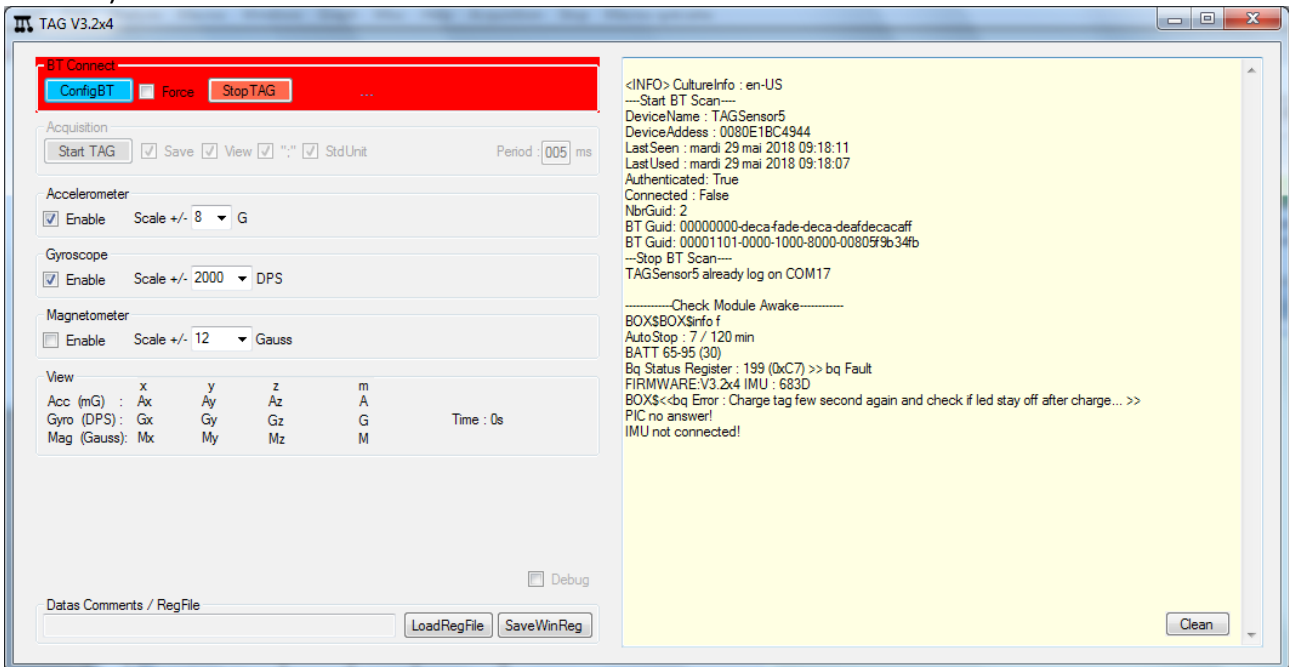 TAG V3.2x4
BT Connect
ConfigBT Force StopTAG ...
Acquisition
Start TAG Save View ";" StdUnit Period : 005 ms
Accelerometer
Enable Scale +/- 8 G
Gyroscope
Enable Scale +/- 2000 DPS
Magnetometer
Enable Scale +/- 12 Gauss
View
x y z m
Acc (mG) : Ax Ay Az A
Gyro (DPS) : Gx Gy Gz G Time : 0s
Mag (Gauss): Mx My Mz M
Debug
Datas Comments / RegFile
LoadRegFile SaveWinReg
<INFO> CultureInfo : en-US
----Start BT Scan----
DeviceName : TAGSensor5
DeviceAddess : 0080E1BC4944
LastSeen : mardi 29 mai 2018 09:18:11
LastUsed : mardi 29 mai 2018 09:18:07
Authenticated: True
Connected : False
NbrGuid: 2
BT Guid: 00000000-deca-fade-deca-deafdecacaff
BT Guid: 00001101-0000-1000-8000-00805f9b34fb
---Stop BT Scan----
TAGSensor5 already log on COM17
------------Check Module Awake-----------
BOX$BOX$info f
AutoStop : 7 / 120 min
BATT 65-95 (30)
Bq Status Register : 199 (0xC7) >> bq Fault
FIRMWARE:V3.2x4 IMU : 683D
BOX$<<bq Error : Charge tag few second again and check if led stay off after charge... >>
PIC no answer!
IMU not connected!
Clean